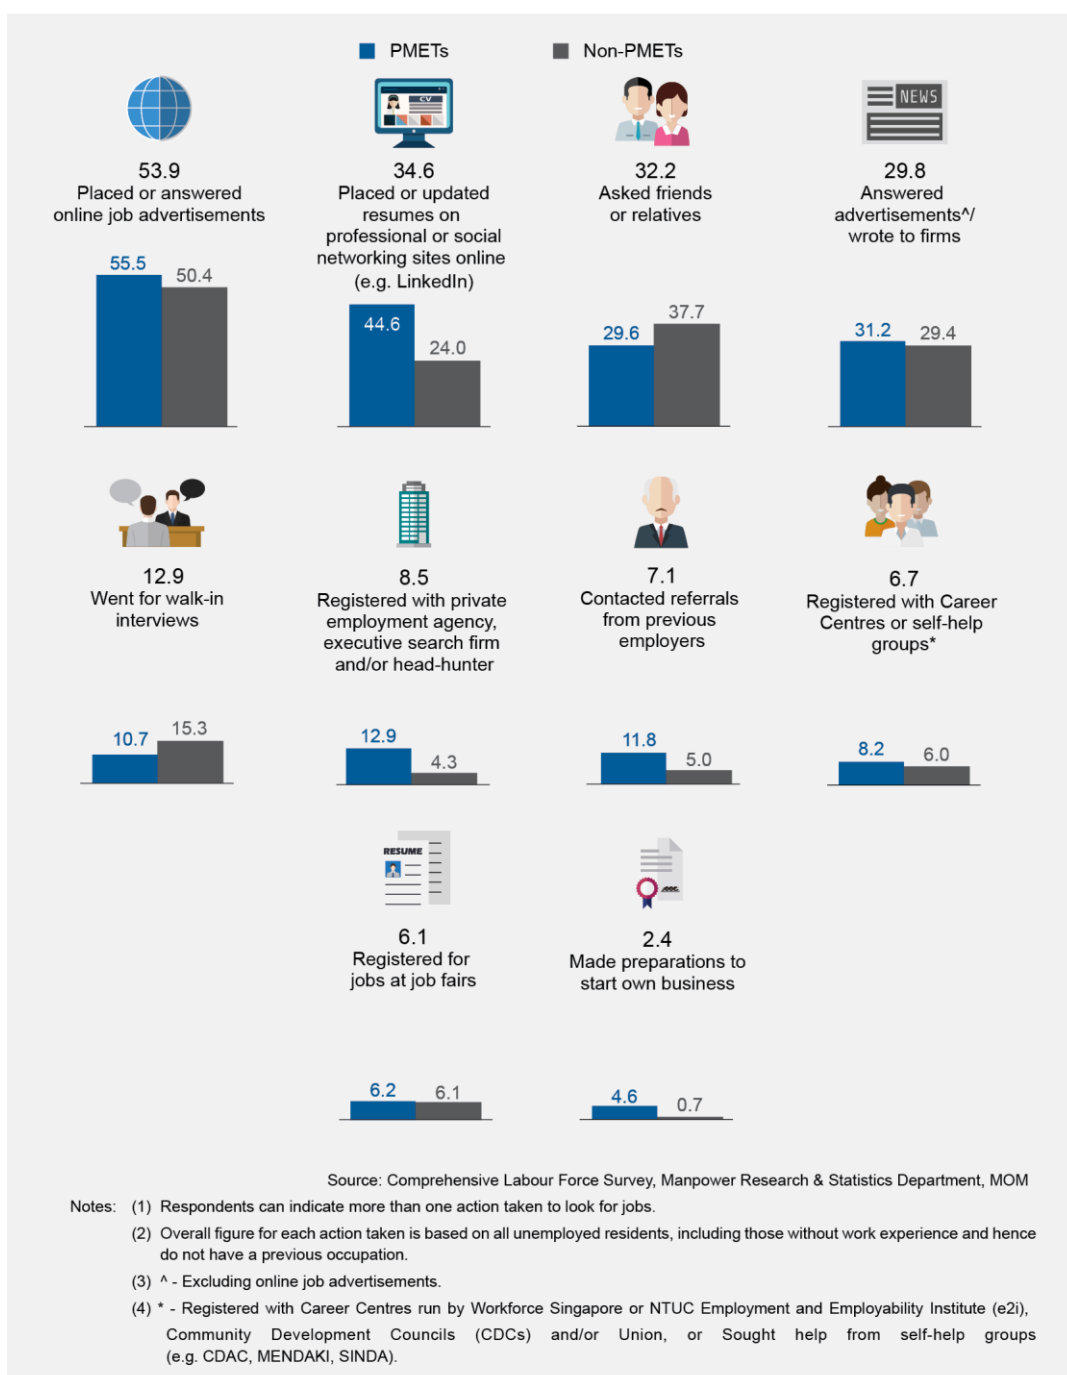 PMETs
Non-PMETs
CV
NEWS
53.9
Placed or answered
online job advertisements
55.5
50.4
34.6
Placed or updated
resumes on
professional or social
networking sites online
(e.g. LinkedIn)
44.6
24.0
32.2
Asked friends
or relatives
29.6
37.7
29.8
Answered
advertisements^/
wrote to firms
31.2
29.4
12.9
Went for walk-in
interviews
10.7
15.3
8.5
Registered with private
employment agency,
executive search firm
and/or head-hunter
12.9
4.3
7.1
Contacted referrals
from previous
employers
11.8
5.0
6.7
Registered with Career
Centres or self-help
groups*
8.2
6.0
RESUME
6.1
Registered for
jobs at job fairs
6.2
6.1
2.4
Made preparations to
start own business
4.6
0.7
Source: Comprehensive Labour Force Survey, Manpower Research & Statistics Department, MOM
Notes: (1) Respondents can indicate more than one action taken to look for jobs.
(2) Overall figure for each action taken is based on all unemployed residents, including those without work experience and hence
do not have a previous occupation.
(3) ^ - Excluding online job advertisements.
(4) * - Registered with Career Centres run by Workforce Singapore or NTUC Employment and Employability Institute (e2i),
Community Development Councils (CDCs) and/or Union, or Sought help from self-help groups
(e.g. CDAC, MENDAKI, SINDA).